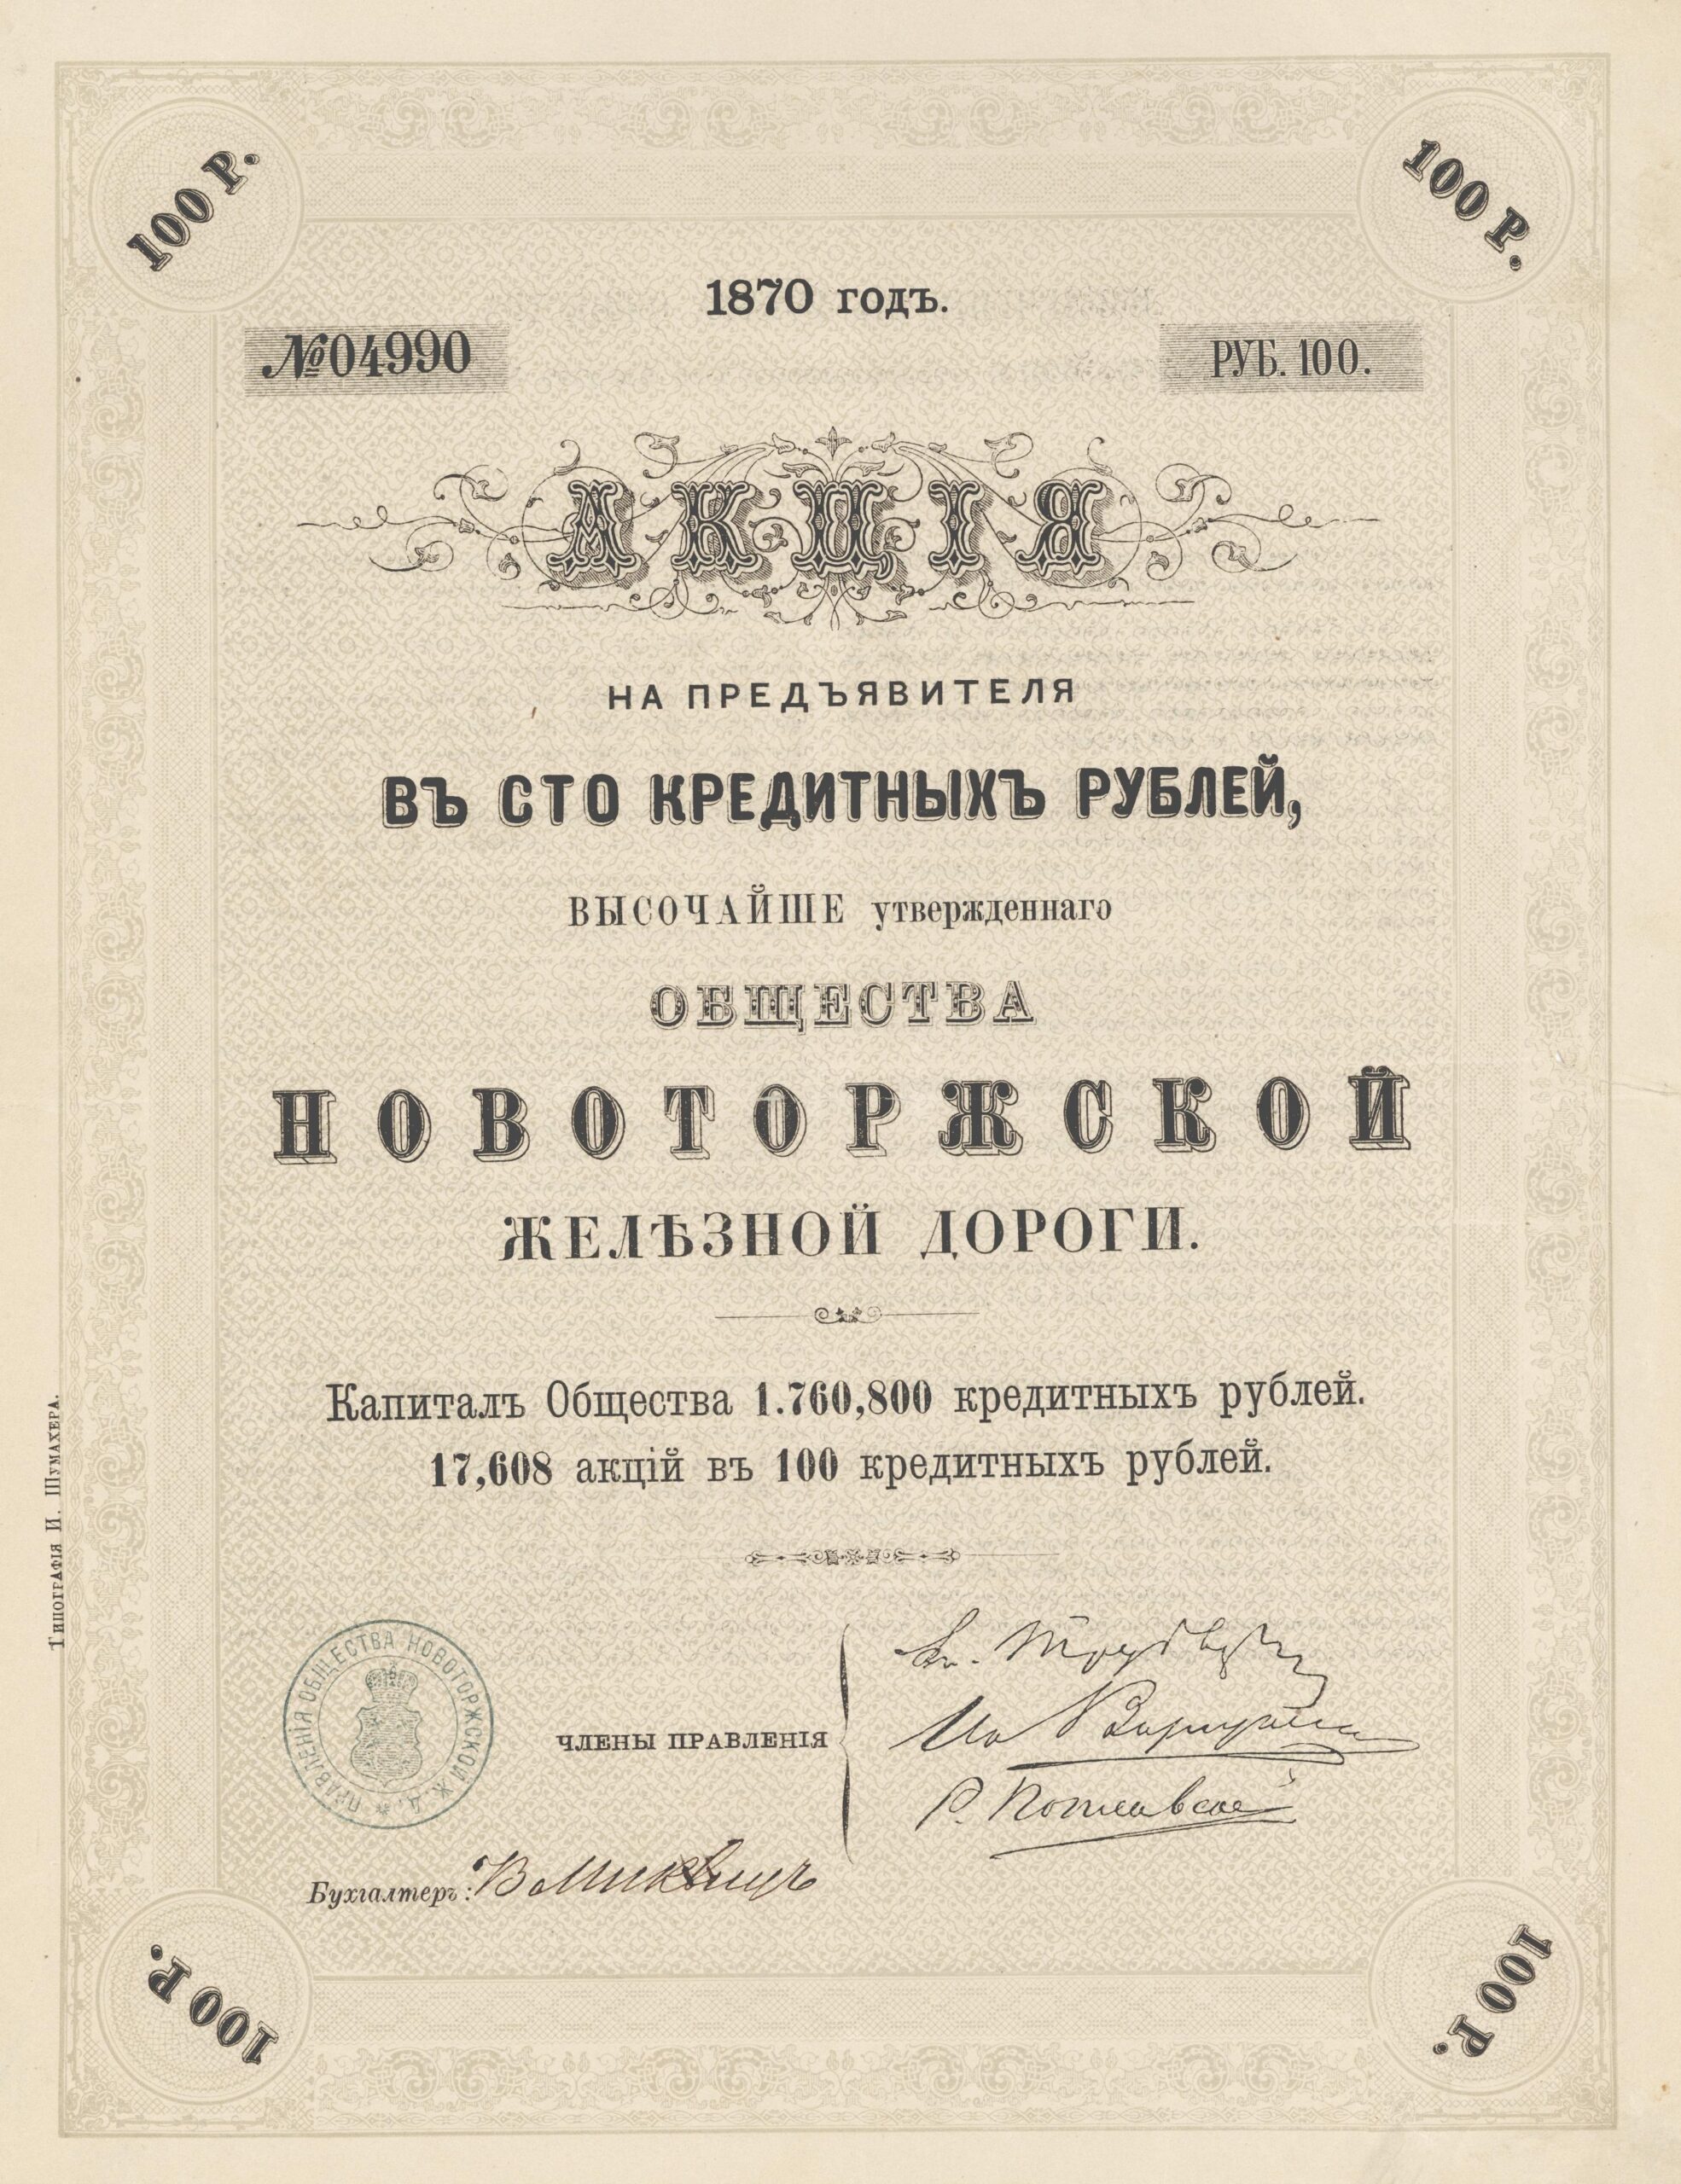 100 Р.
100 Р.
1870 годъ.
№ 04990
РУБ. 100.
АКЦІЯ
НА ПРЕДЪЯВИТЕЛЯ
ВЪ СТО КРЕДИТНЫХЪ РУБЛЕЙ,
ВЫСОЧАЙШЕ утвержденнаго
ОБЩЕСТВА
НОВОТОРЖСКОЙ
ЖЕЛѢЗНОЙ ДОРОГИ.
Капиталъ Общества 1.760,800 кредитныхъ рублей.
17,608 акцій въ 100 кредитныхъ рублей.
Типографія И. Шумахера.
ПРАВЛЕНІЯ ОБЩЕСТВА НОВОТОРЖСКОЙ Ж. Д.
ЧЛЕНЫ ПРАВЛЕНІЯ
Бухгалтеръ:
100 Р.
100 Р.